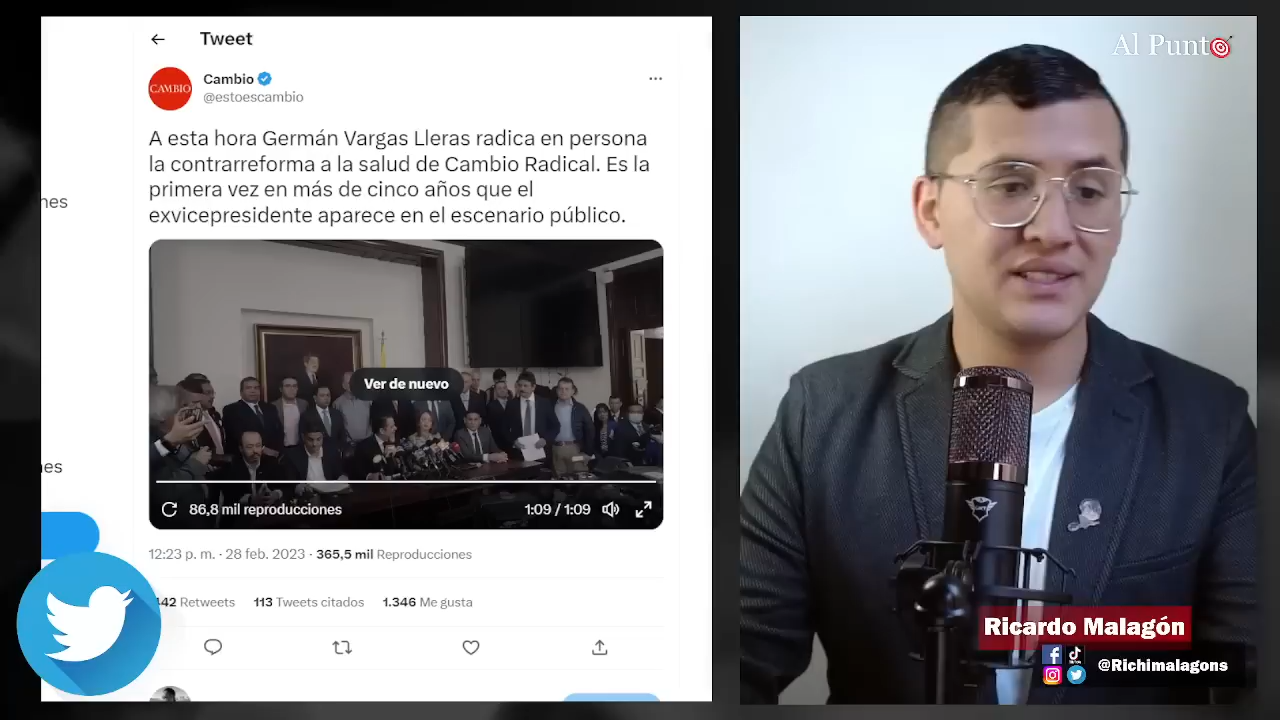 Tweet
Cambio
@estoescambio
CAMBIO
A esta hora Germán Vargas Lleras radica en persona
la contrarreforma a la salud de Cambio Radical. Es la
primera vez en más de cinco años que el
exvicepresidente aparece en el escenario público.
nes
nes
Ver de nuevo
86,8 mil reproducciones
1:09 / 1:09
12:23 p. m. · 28 feb. 2023 · 365,5 mil Reproducciones
42 Retweets 113 Tweets citados 1.346 Me gusta
Al Punto
Ricardo Malagón
@Richimalagons